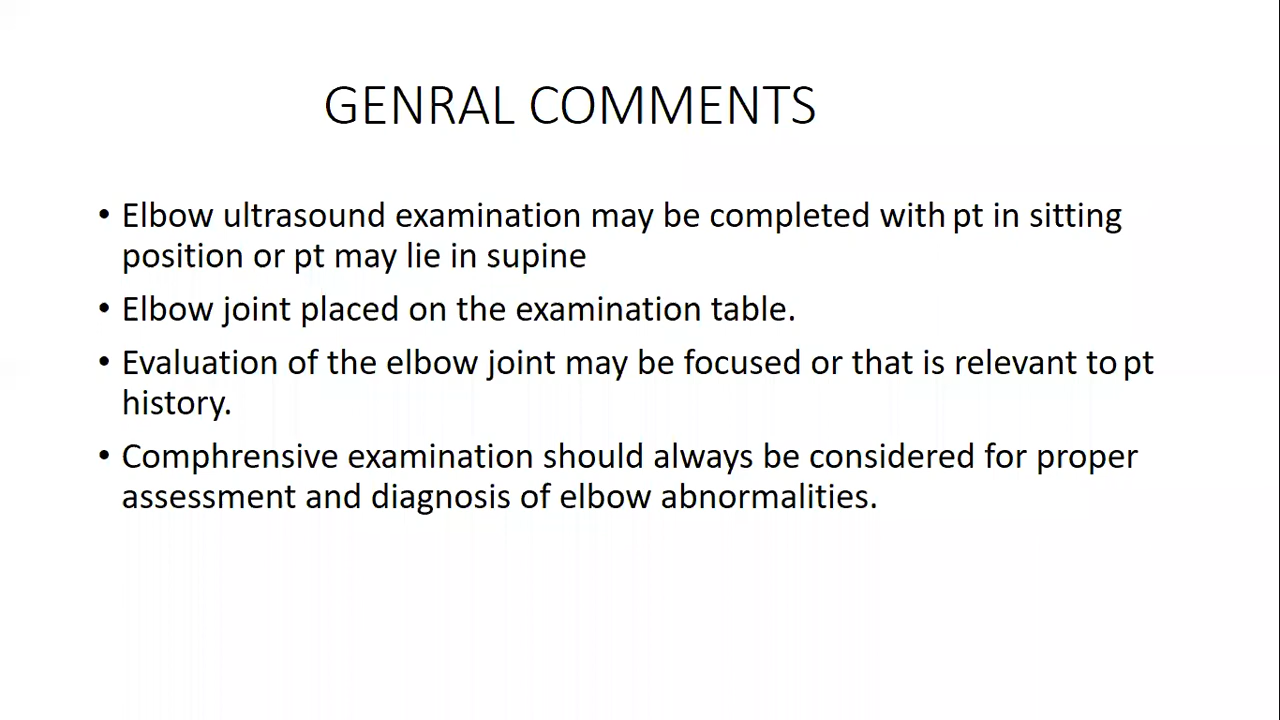 GENRAL COMMENTS
• Elbow ultrasound examination may be completed with pt in sitting
position or pt may lie in supine
• Elbow joint placed on the examination table.
• Evaluation of the elbow joint may be focused or that is relevant to pt
history.
• Comphrensive examination should always be considered for proper
assessment and diagnosis of elbow abnormalities.